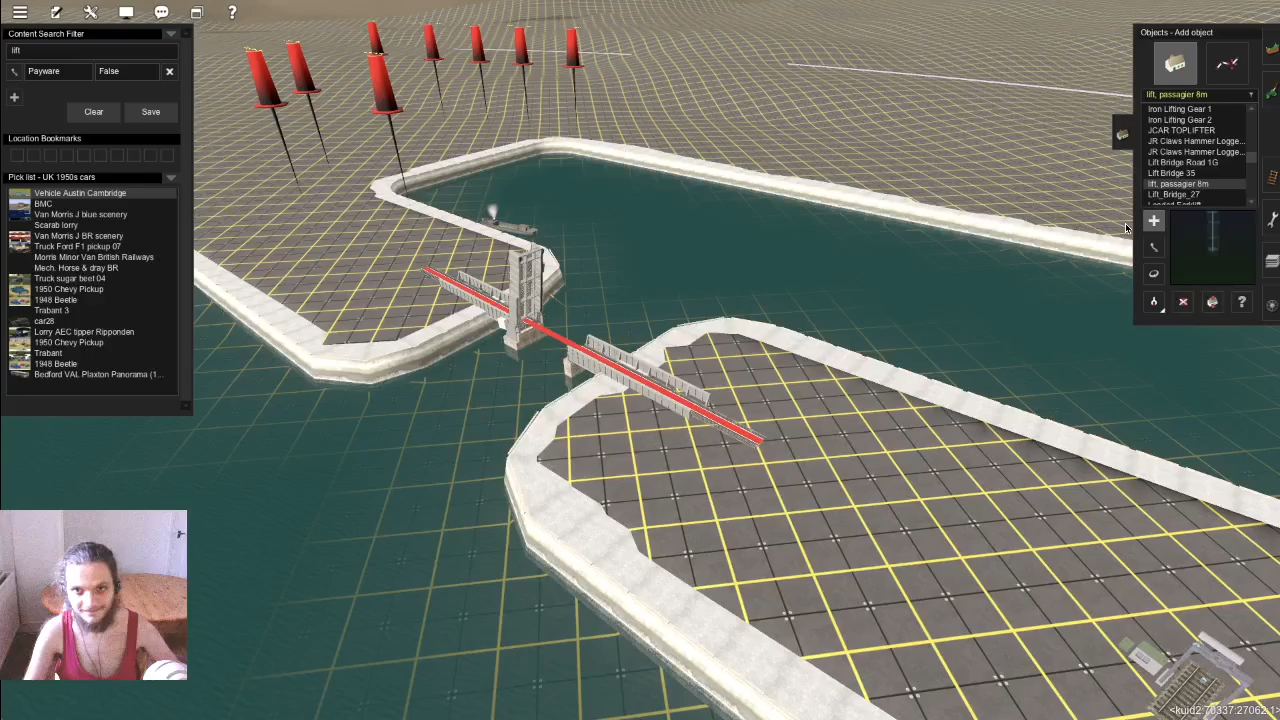 Content Search Filter
lift
Payware
False
Clear
Save
Location Bookmarks
Pick list - UK 1950s cars
Vehicle Austin Cambridge
BMC
Van Morris J blue scenery
Scarab lorry
Van Morris J BR scenery
Truck Ford F1 pickup 07
Morris Minor Van British Railways
Mech. Horse & dray BR
Truck sugar beet 04
1950 Chevy Pickup
1948 Beetle
Trabant 3
car28
Lorry AEC tipper Ripponden
1950 Chevy Pickup
Trabant
1948 Beetle
Bedford VAL Plaxton Panorama (1...
Objects - Add object
lift, passagier 8m
Iron Lifting Gear 1
Iron Lifting Gear 2
JCAR TOPLIFTER
JR Claws Hammer Logge...
JR Claws Hammer Logge...
Lift Bridge Road 1G
Lift Bridge 35
lift, passagier 8m
Lift_Bridge_27
<kuid2:70337:27062:1>